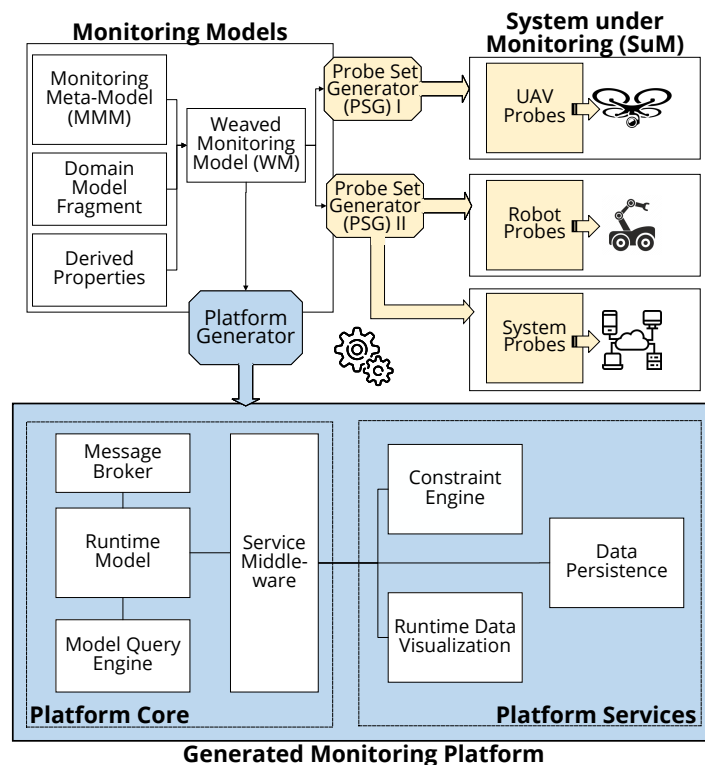 Monitoring Models
Monitoring
Meta-Model
(MMM)
Domain
Model
Fragment
Derived
Properties
Weaved
Monitoring
Model (WM)
Probe Set
Generator
(PSG) I
Probe Set
Generator
(PSG) II
Platform
Generator
System under
Monitoring (SuM)
UAV
Probes
Robot
Probes
System
Probes
Message
Broker
Runtime
Model
Model Query
Engine
Service
Middle-
ware
Platform Core
Constraint
Engine
Data
Persistence
Runtime Data
Visualization
Platform Services
Generated Monitoring Platform